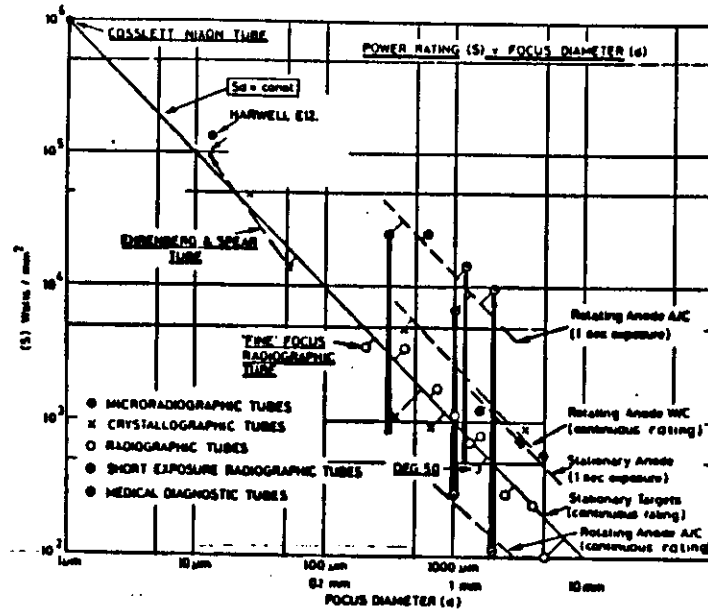 10⁶
COSSLETT NIXON TUBE
POWER RATING (S) v FOCUS DIAMETER (d)
Sd = const
HARWELL E12.
10⁵
EHRENBERG & SPEAR
TUBE
(S) Watts / mm²
10⁴
Rotating Anode A/C
(1 sec exposure)
'FINE' FOCUS
RADIOGRAPHIC
TUBE
MICRORADIOGRAPHIC TUBES
10³
CRYSTALLOGRAPHIC TUBES
RADIOGRAPHIC TUBES
SHORT EXPOSURE RADIOGRAPHIC TUBES
MEDICAL DIAGNOSTIC TUBES
Rotating Anode W/C
(continuous rating)
Stationary Anode
(1 sec exposure)
Stationary Targets
(continuous rating)
Rotating Anode A/C
(continuous rating)
10²
1μm
10 μm
100 μm
1000 μm
0.2 mm
1 mm
10 mm
FOCUS DIAMETER (d)